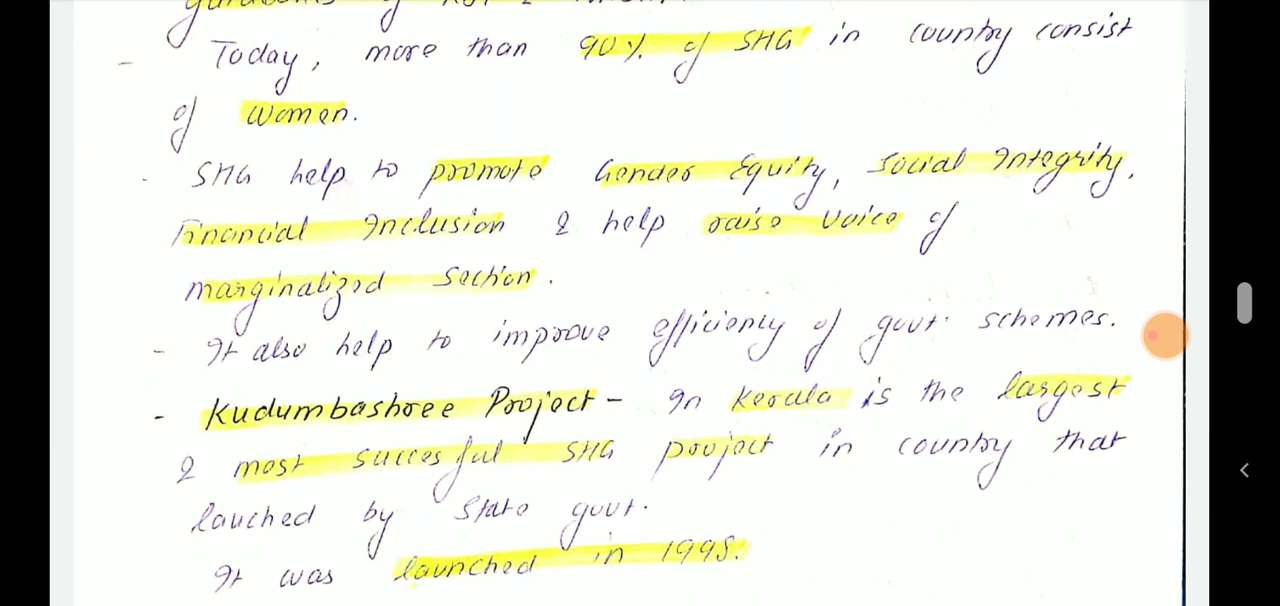 - Today, more than 90% of SHG in country consist
of women.
- SHG help to promote Gender Equity, Social Integrity,
Financial Inclusion & help raise voice of
marginalized section.
- It also help to improve efficiency of govt. schemes.
- Kudumbashree Project - In Kerala is the largest
& most succesful SHG project in country that
lauched by State govt.
It was launched in 1998.